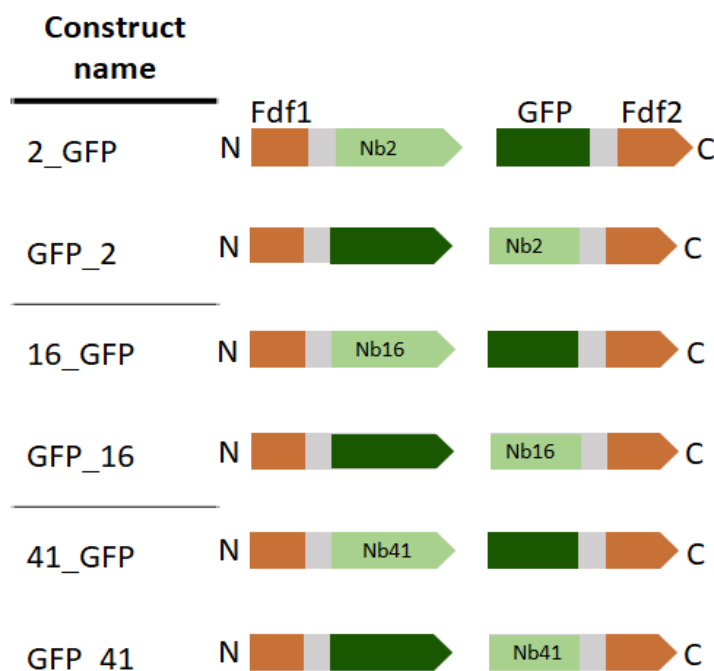 Construct
name
Fdf1 GFP Fdf2
2_GFP N Nb2 C
GFP_2 N Nb2 C
16_GFP N Nb16 C
GFP_16 N Nb16 C
41_GFP N Nb41 C
GFP_41 N Nb41 C